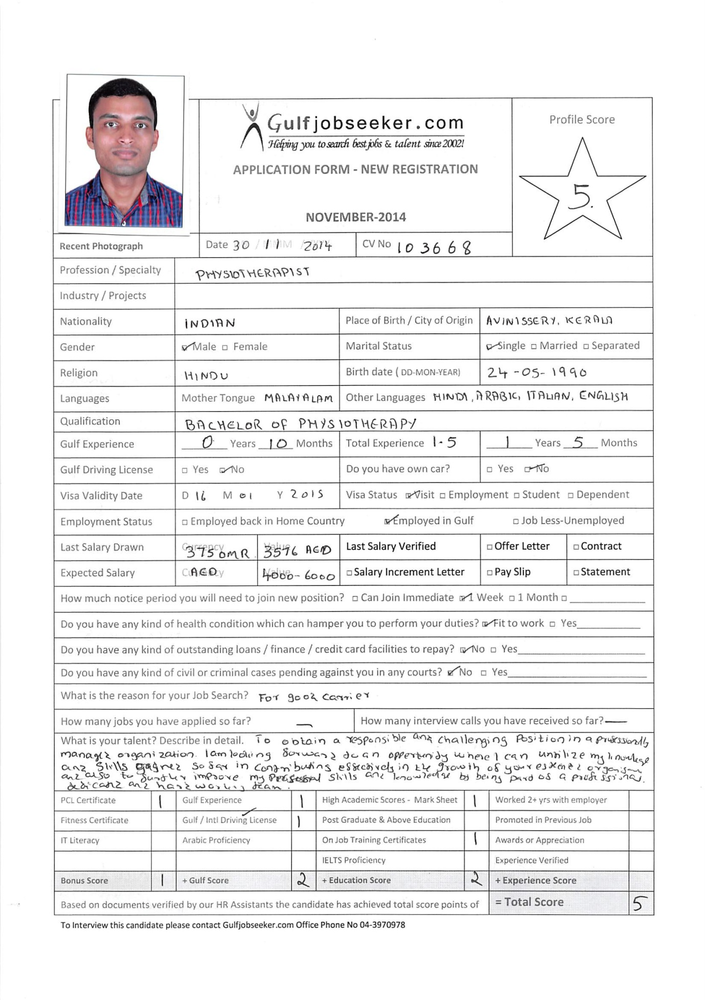 Gulfjobseeker.com
Helping you to search best jobs & talent since 2002!
APPLICATION FORM - NEW REGISTRATION
NOVEMBER-2014
Profile Score
5.
Recent Photograph
Date 30 / 11 / 2014
CV No 103668
Profession / Specialty PHYSIOTHERAPIST
Industry / Projects
Nationality INDIAN Place of Birth / City of Origin AVINISSERY, KERALA
Gender Male Female Marital Status Single Married Separated
Religion HINDU Birth date ( DD-MON-YEAR) 24-05-1990
Languages Mother Tongue MALAYALAM Other Languages HINDI, ARABIC, ITALIAN, ENGLISH
Qualification BACHELOR OF PHYSIOTHERAPY
Gulf Experience 0 Years 10 Months Total Experience 1-5 1 Years 5 Months
Gulf Driving License Yes No Do you have own car? Yes No
Visa Validity Date D 16 M 01 Y 2015 Visa Status Visit Employment Student Dependent
Employment Status Employed back in Home Country Employed in Gulf Job Less-Unemployed
Last Salary Drawn Currency 375 OMR Value 3576 AED Last Salary Verified Offer Letter Contract
Expected Salary Currency AED Value 4000-6000 Salary Increment Letter Pay Slip Statement
How much notice period you will need to join new position? Can Join Immediate 1 Week 1 Month
Do you have any kind of health condition which can hamper you to perform your duties? Fit to work Yes
Do you have any kind of outstanding loans / finance / credit card facilities to repay? No Yes
Do you have any kind of civil or criminal cases pending against you in any courts? No Yes
What is the reason for your Job Search? For good carrier
How many jobs you have applied so far? — How many interview calls you have received so far? —
What is your talent? Describe in detail. To obtain a responsible and challenging Position in a professionally
managed organization. I am looking forward to an oppertunity where I can untilize my knowlege
and skills gagned so far in contributing effectively in the growth of your estened
and also to further improve my skills and knowledge by being part of a professional.
dedicated and hard working team.
PCL Certificate 1 Gulf Experience 1 High Academic Scores - Mark Sheet 1 Worked 2+ yrs with employer
Fitness Certificate Gulf / Intl Driving License 1 Post Graduate & Above Education Promoted in Previous Job
IT Literacy Arabic Proficiency On Job Training Certificates 1 Awards or Appreciation
IELTS Proficiency Experience Verified
Bonus Score 1 + Gulf Score 2 + Education Score 2 + Experience Score
Based on documents verified by our HR Assistants the candidate has achieved total score points of = Total Score 5
To Interview this candidate please contact Gulfjobseeker.com Office Phone No 04-3970978